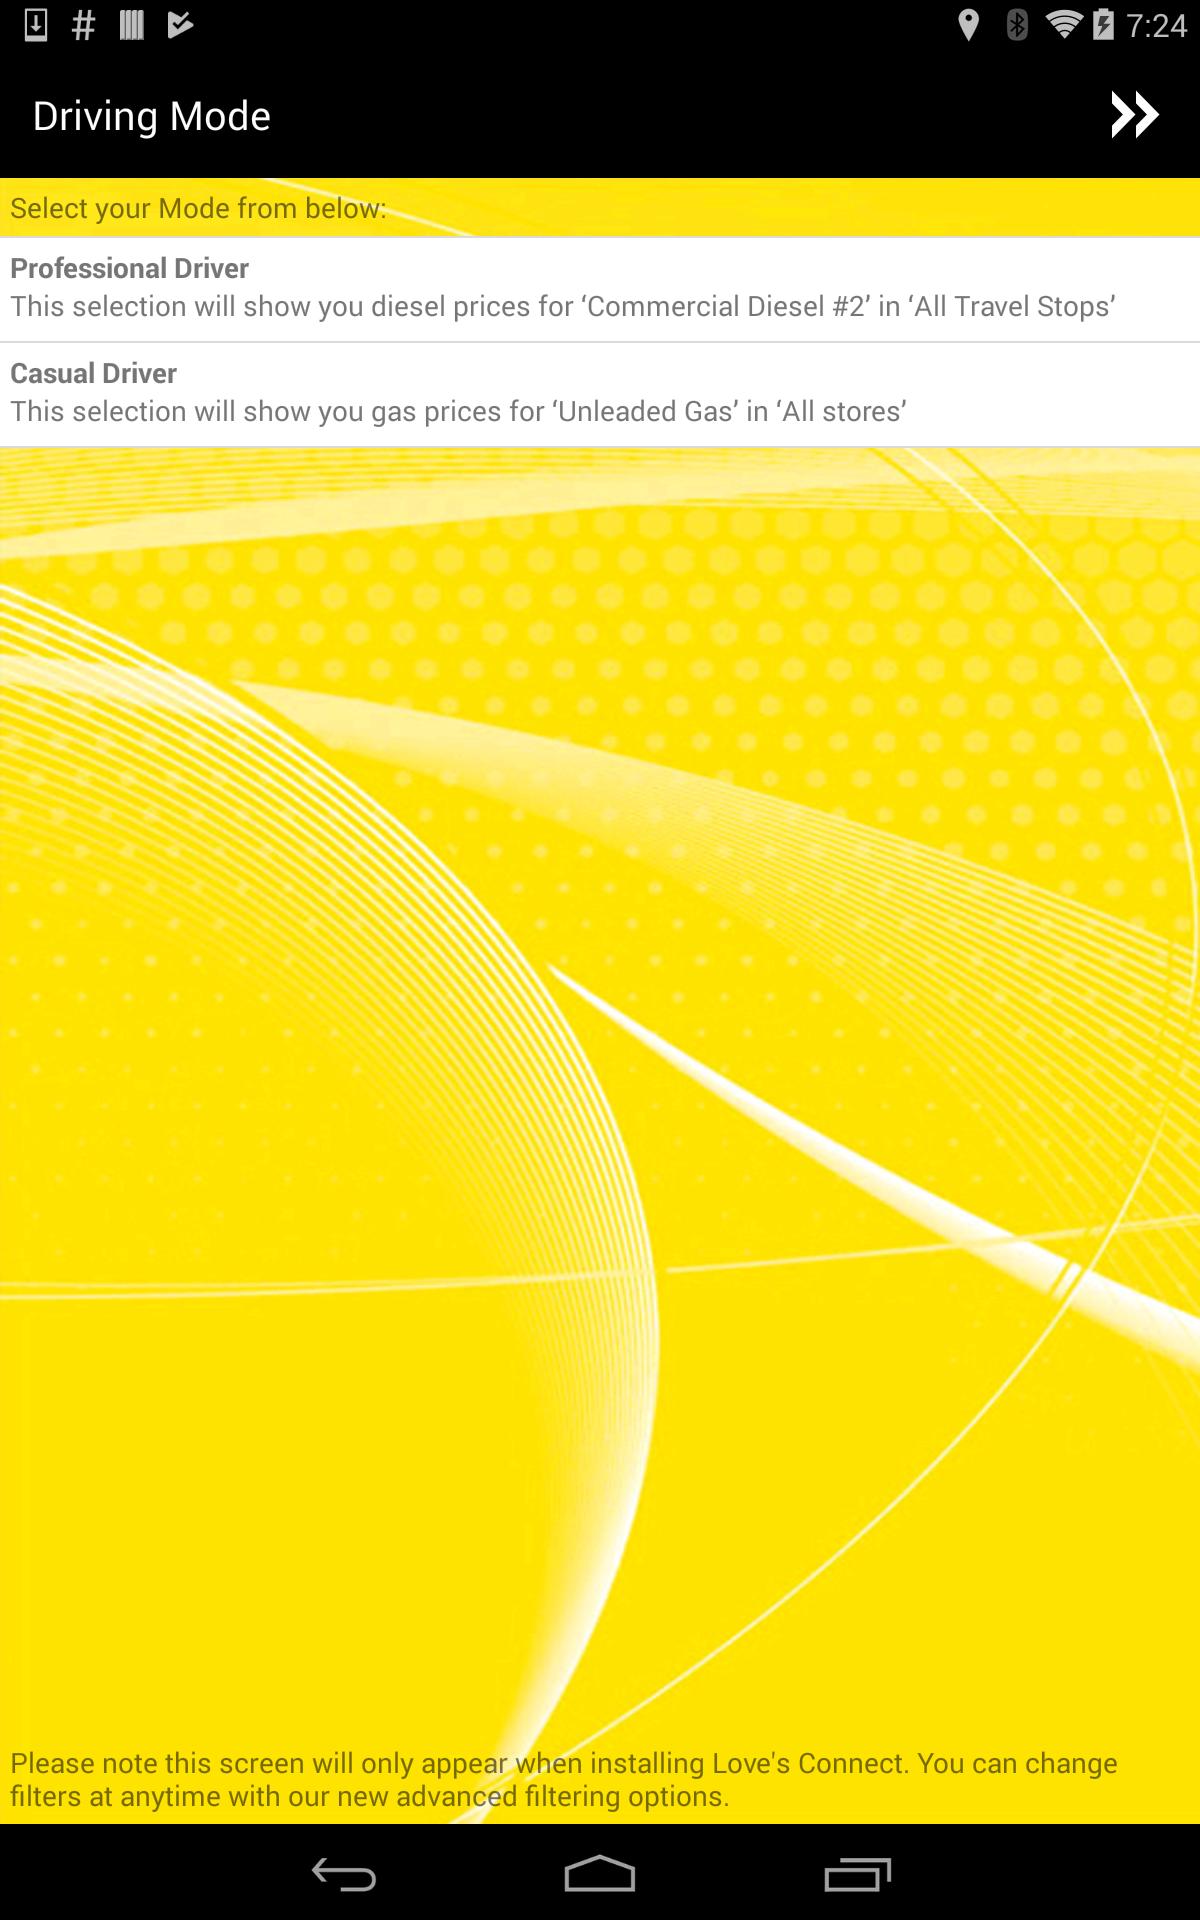 7:24
Driving Mode
Select your Mode from below:
Professional Driver
This selection will show you diesel prices for ‘Commercial Diesel #2’ in ‘All Travel Stops’
Casual Driver
This selection will show you gas prices for ‘Unleaded Gas’ in ‘All stores’
Please note this screen will only appear when installing Love's Connect. You can change
filters at anytime with our new advanced filtering options.